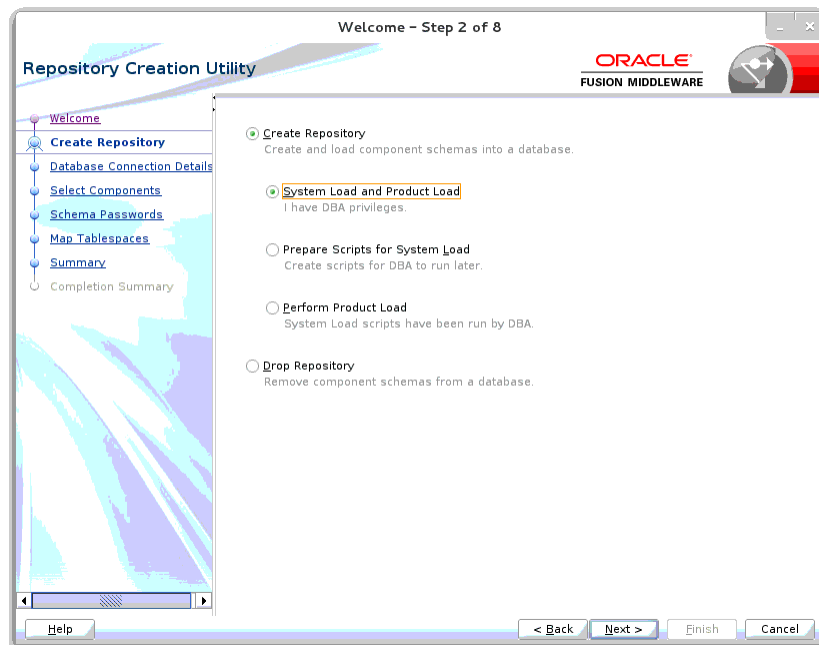 Welcome – Step 2 of 8
Repository Creation Utility
ORACLE
FUSION MIDDLEWARE
Welcome
Create Repository
Database Connection Details
Select Components
Schema Passwords
Map Tablespaces
Summary
Completion Summary
Create Repository
Create and load component schemas into a database.
System Load and Product Load
I have DBA privileges.
Prepare Scripts for System Load
Create scripts for DBA to run later.
Perform Product Load
System Load scripts have been run by DBA.
Drop Repository
Remove component schemas from a database.
Help
< Back
Next >
Finish
Cancel